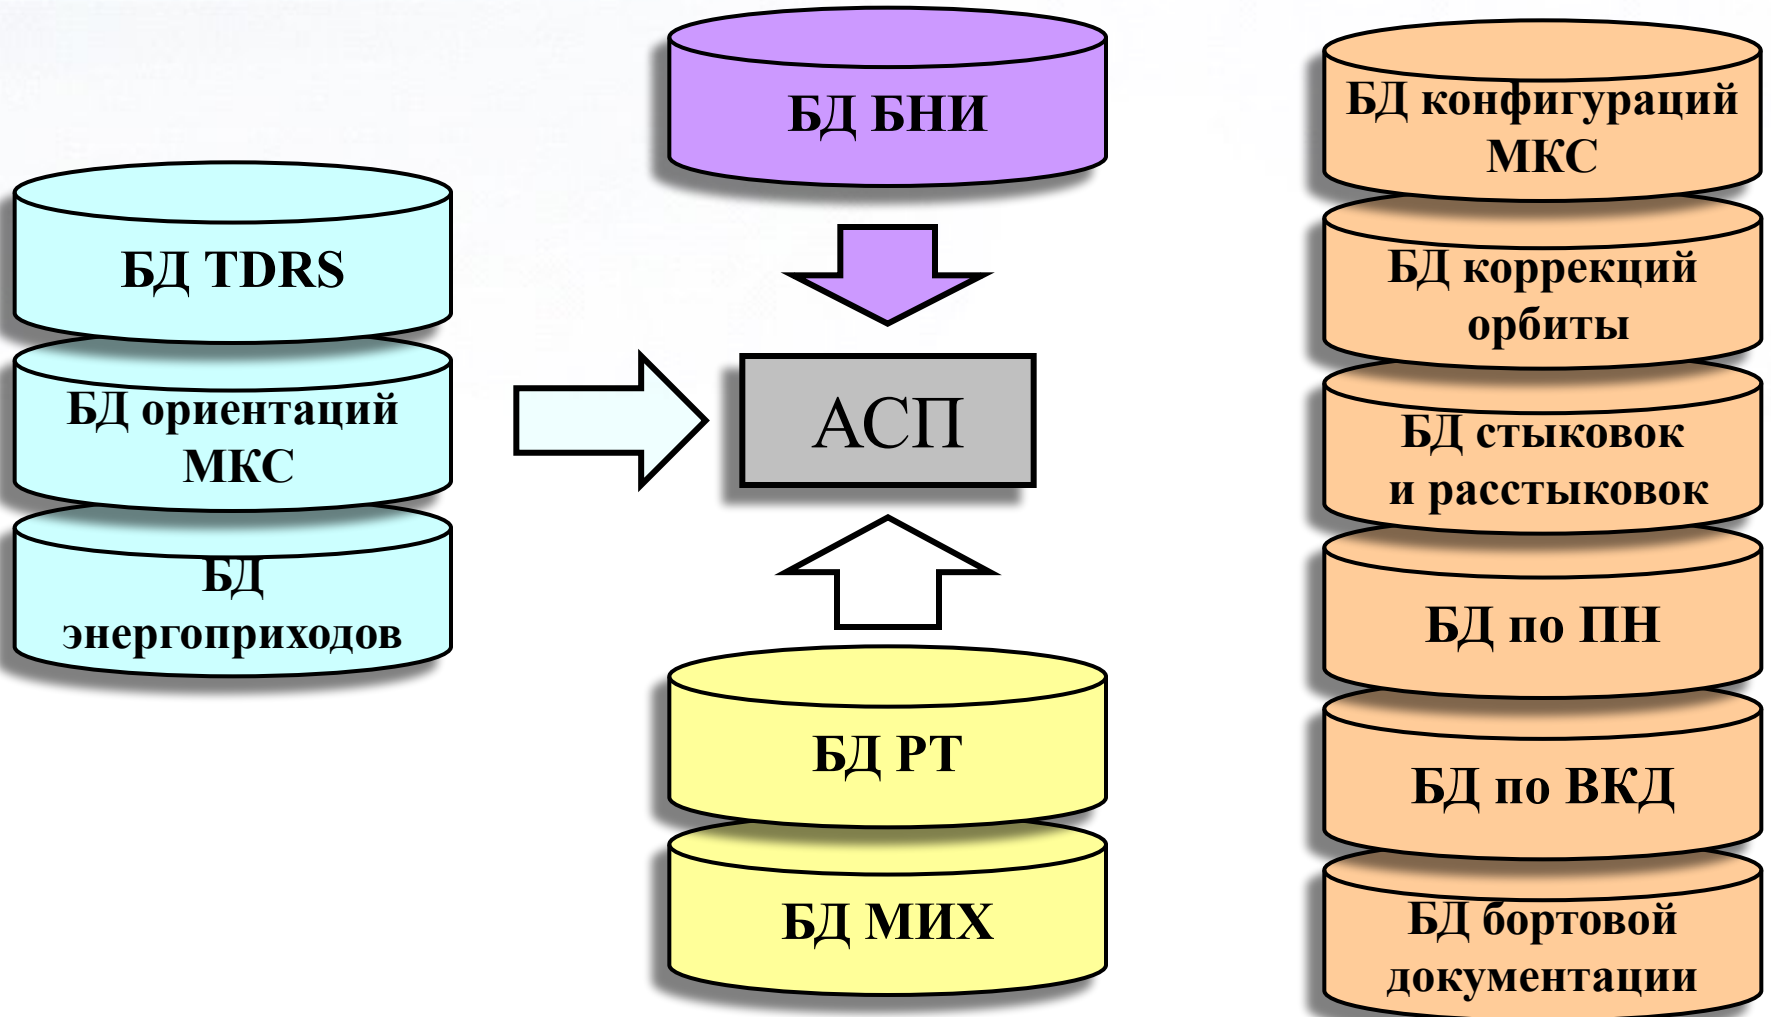 БД БНИ
БД TDRS
БД ориентаций
МКС
БД
энергоприходов
АСП
БД РТ
БД МИХ
БД конфигураций
МКС
БД коррекций
орбиты
БД стыковок
и расстыковок
БД по ПН
БД по ВКД
БД бортовой
документации